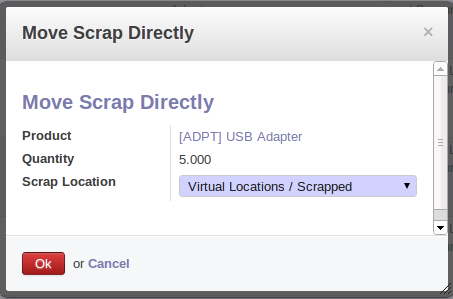 Move Scrap Directly ×
Move Scrap Directly
Product [ADPT] USB Adapter
Quantity 5.000
Scrap Location Virtual Locations / Scrapped
Ok or Cancel